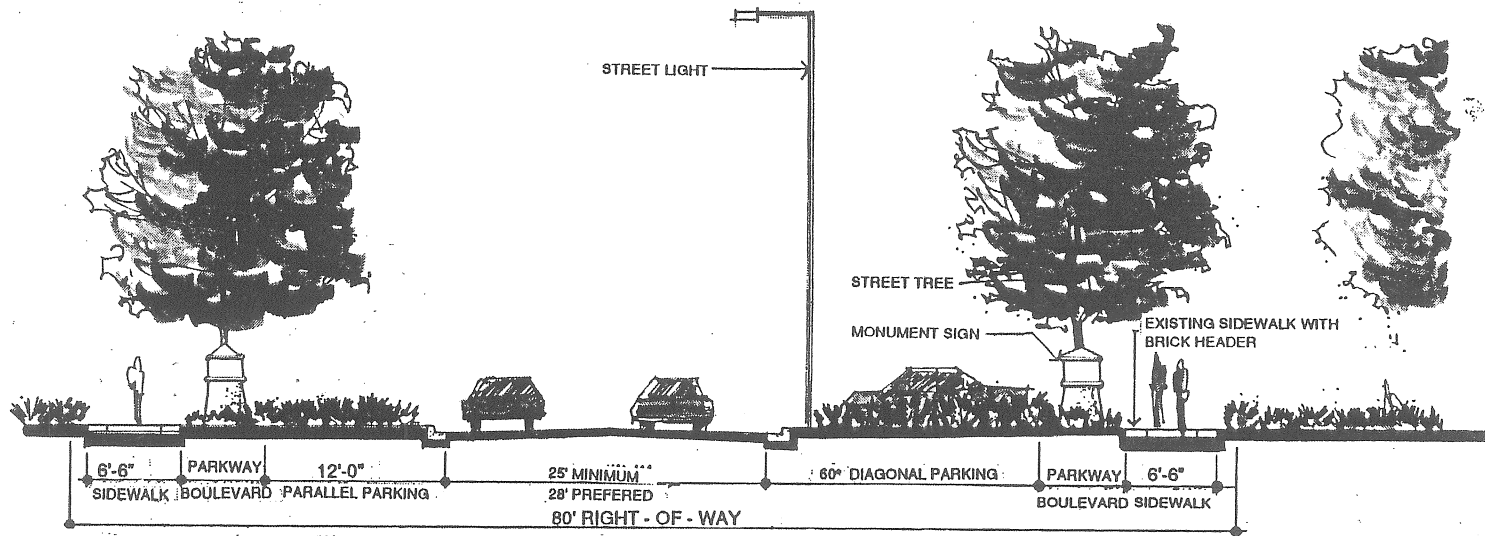 STREET LIGHT
STREET TREE
MONUMENT SIGN
EXISTING SIDEWALK WITH
BRICK HEADER
6'-6"
SIDEWALK
PARKWAY
BOULEVARD
12'-0"
PARALLEL PARKING
25' MINIMUM
28' PREFERED
60° DIAGONAL PARKING
PARKWAY
BOULEVARD
6'-6"
SIDEWALK
80' RIGHT - OF - WAY